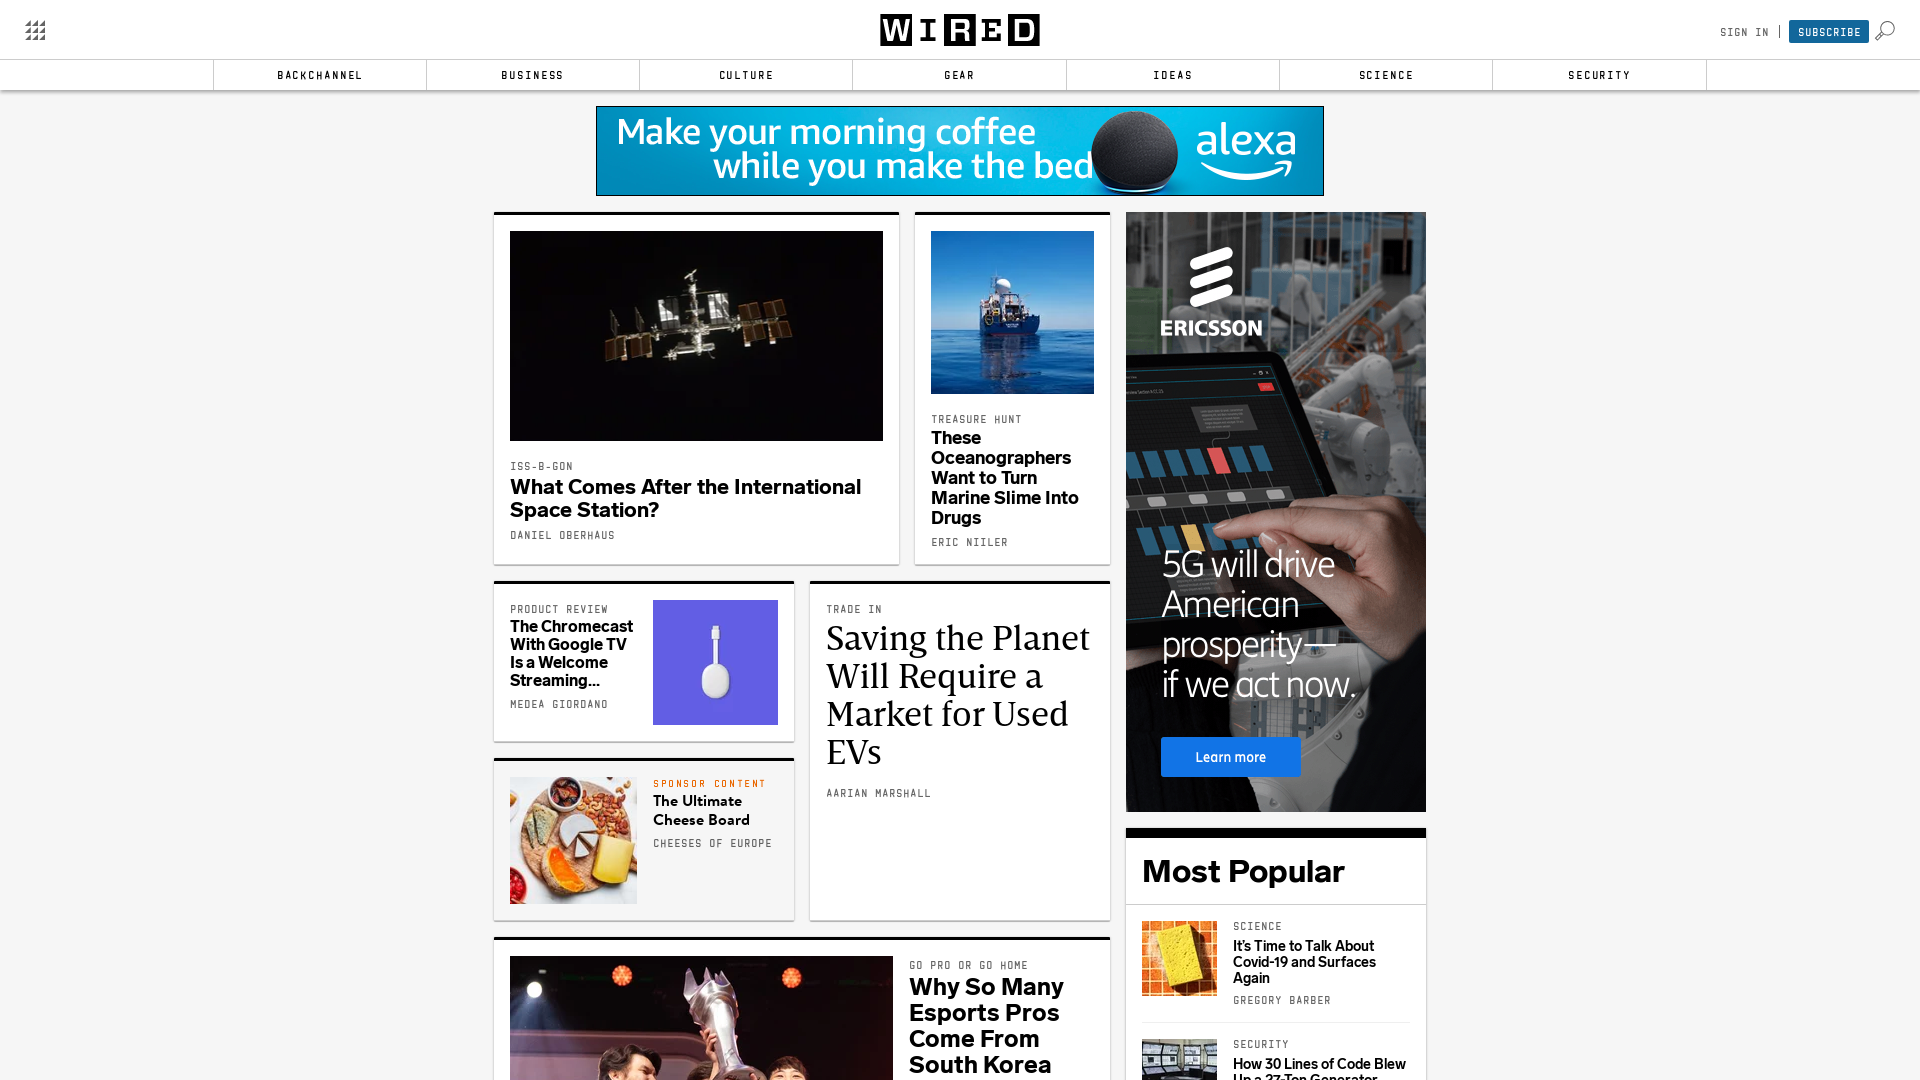 WIRED
SIGN IN
SUBSCRIBE
BACKCHANNEL
BUSINESS
CULTURE
GEAR
IDEAS
SCIENCE
SECURITY
Make your morning coffee
while you make the bed
alexa
ISS-B-GON
What Comes After the International
Space Station?
DANIEL OBERHAUS
TREASURE HUNT
These
Oceanographers
Want to Turn
Marine Slime Into
Drugs
ERIC NIILER
ERICSSON
5G will drive
American
prosperity—
if we act now.
Learn more
PRODUCT REVIEW
The Chromecast
With Google TV
Is a Welcome
Streaming...
MEDEA GIORDANO
TRADE IN
Saving the Planet
Will Require a
Market for Used
EVs
AARIAN MARSHALL
SPONSOR CONTENT
The Ultimate
Cheese Board
CHEESES OF EUROPE
Most Popular
SCIENCE
It's Time to Talk About
Covid-19 and Surfaces
Again
GREGORY BARBER
SECURITY
How 30 Lines of Code Blew
Up a 27-Ton Generator
GO PRO OR GO HOME
Why So Many
Esports Pros
Come From
South Korea